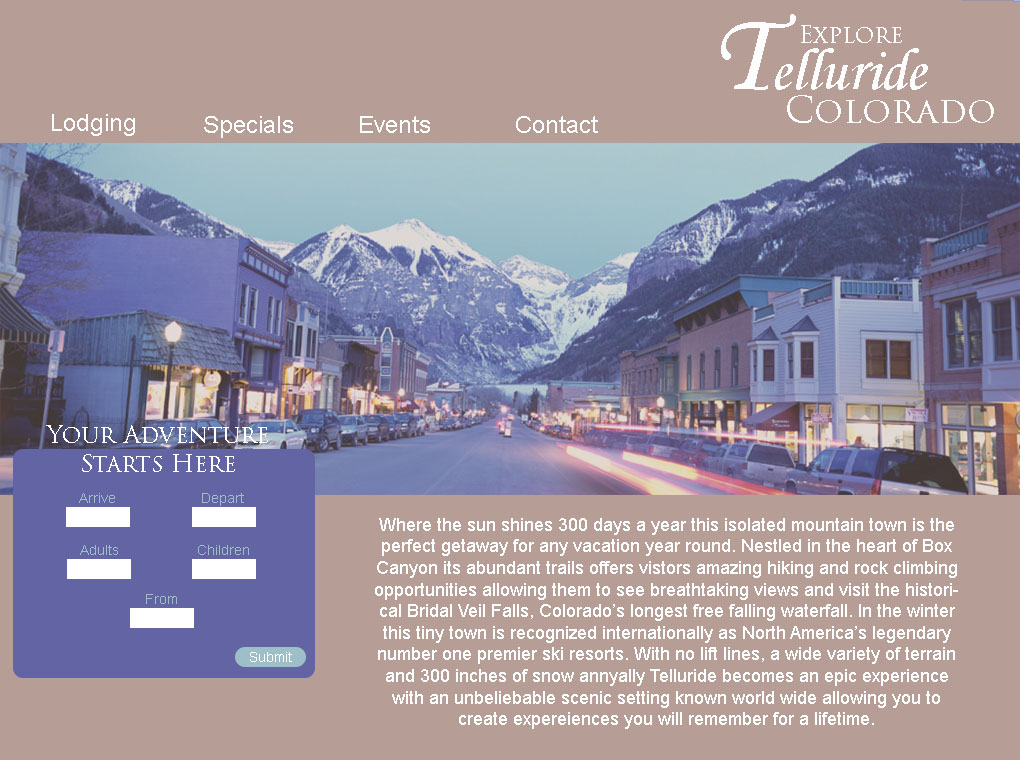 Explore
Telluride
Colorado
Lodging Specials Events Contact
Your Adventure
Starts Here
Arrive Depart
Adults Children
From
Submit
Where the sun shines 300 days a year this isolated mountain town is the
perfect getaway for any vacation year round. Nestled in the heart of Box
Canyon its abundant trails offers vistors amazing hiking and rock climbing
opportunities allowing them to see breathtaking views and visit the histori-
cal Bridal Veil Falls, Colorado's longest free falling waterfall. In the winter
this tiny town is recognized internationally as North America's legendary
number one premier ski resorts. With no lift lines, a wide variety of terrain
and 300 inches of snow annyally Telluride becomes an epic experience
with an unbeliebable scenic setting known world wide allowing you to
create expereiences you will remember for a lifetime.